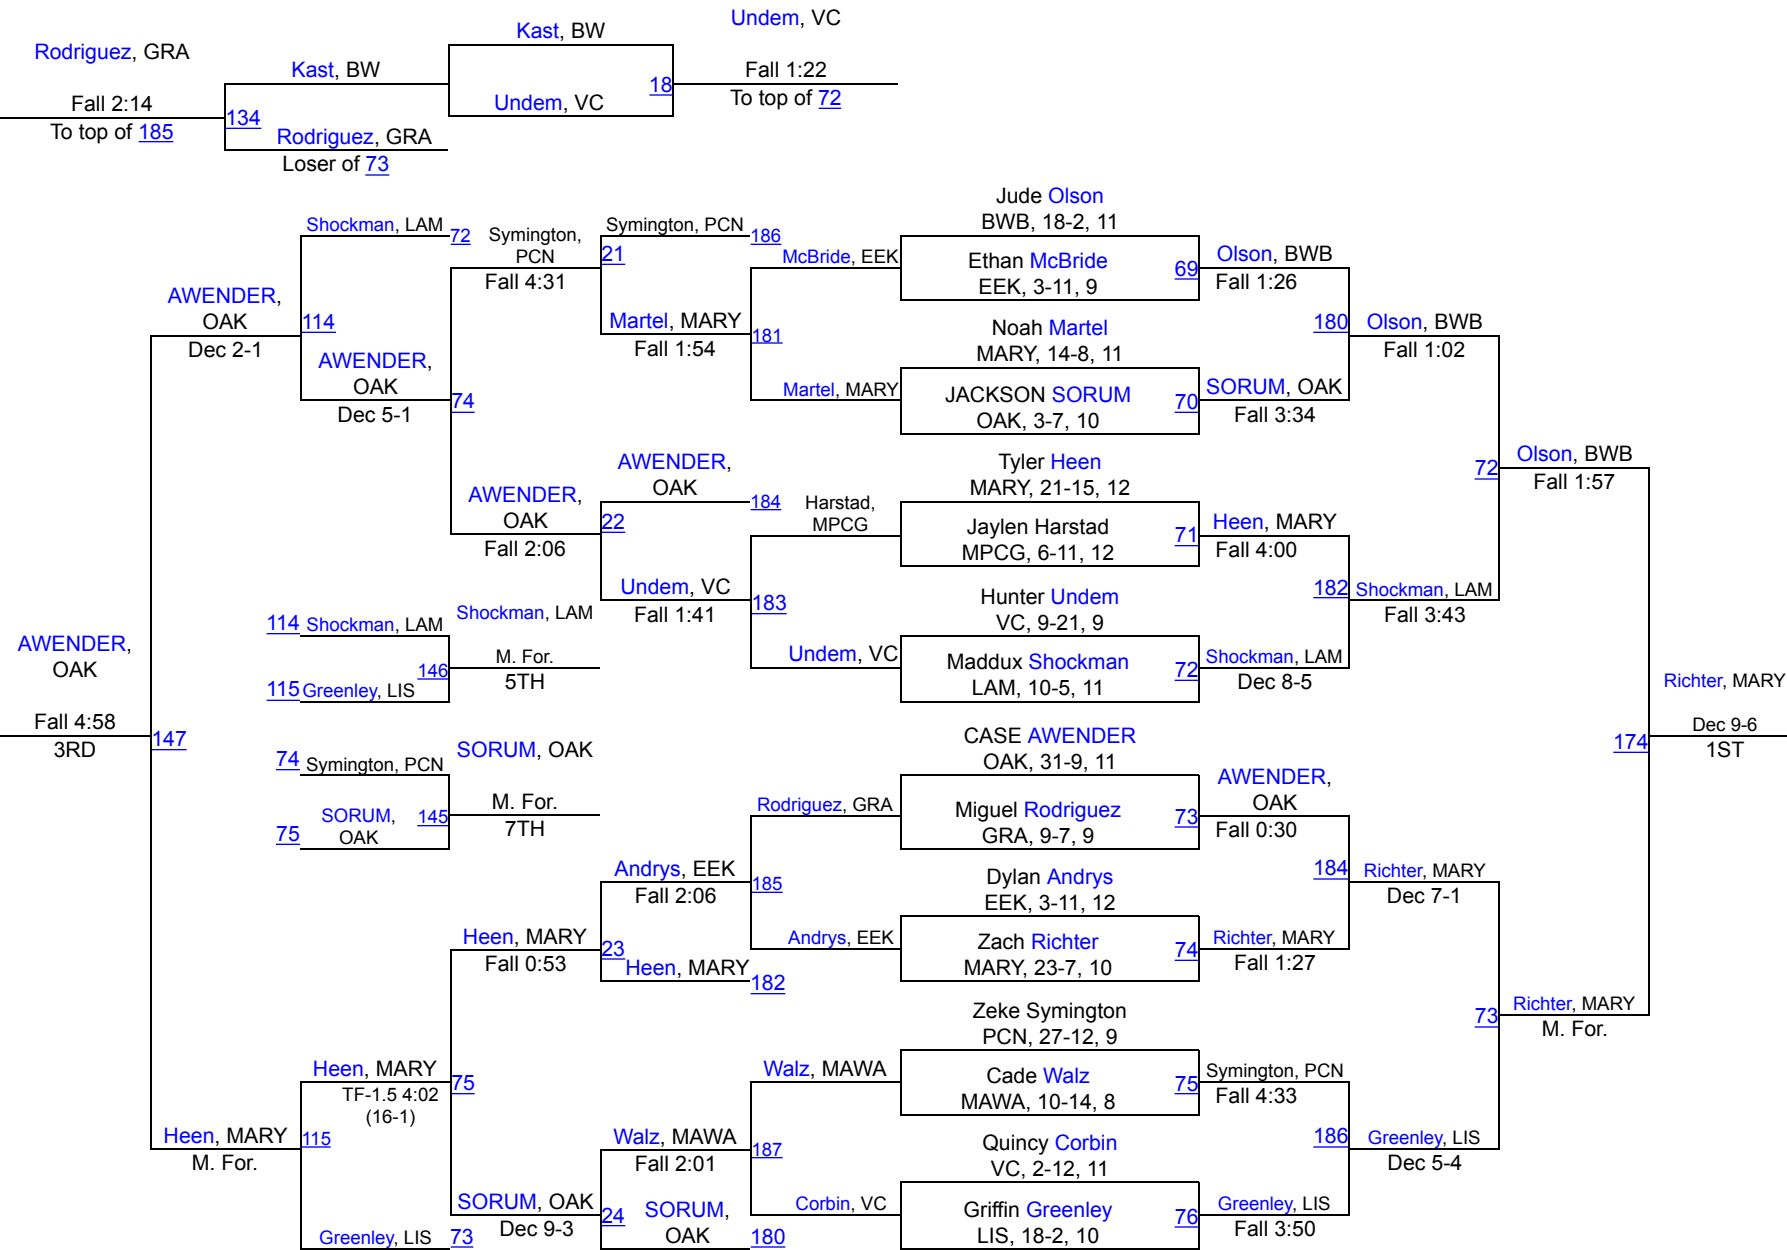 Rodriguez, GRA
Fall 2:14
To top of 185
134
Kast, BW
Rodriguez, GRA
Loser of 73
Kast, BW
Undem, VC
18
Undem, VC
Fall 1:22
To top of 72
Jude Olson
BWB, 18-2, 11
Ethan McBride
EEK, 3-11, 9
69
Noah Martel
MARY, 14-8, 11
JACKSON SORUM
OAK, 3-7, 10
70
Tyler Heen
MARY, 21-15, 12
Jaylen Harstad
MPCG, 6-11, 12
71
Hunter Undem
VC, 9-21, 9
Maddux Shockman
LAM, 10-5, 11
72
CASE AWENDER
OAK, 31-9, 11
Miguel Rodriguez
GRA, 9-7, 9
73
Dylan Andrys
EEK, 3-11, 12
Zach Richter
MARY, 23-7, 10
74
Zeke Symington
PCN, 27-12, 9
Cade Walz
MAWA, 10-14, 8
75
Quincy Corbin
VC, 2-12, 11
Griffin Greenley
LIS, 18-2, 10
76
Olson, BWB
Fall 1:26
180
SORUM, OAK
Fall 3:34
Heen, MARY
Fall 4:00
182
Shockman, LAM
Dec 8-5
AWENDER,
OAK
Fall 0:30
184
Richter, MARY
Fall 1:27
Symington, PCN
Fall 4:33
186
Greenley, LIS
Fall 3:50
Olson, BWB
Fall 1:02
72
Shockman, LAM
Fall 3:43
Richter, MARY
Dec 7-1
73
Greenley, LIS
Dec 5-4
Olson, BWB
Fall 1:57
174
Richter, MARY
M. For.
Richter, MARY
Dec 9-6
1ST
McBride, EEK
181
Martel, MARY
Harstad,
MPCG
183
Undem, VC
Rodriguez, GRA
185
Andrys, EEK
Walz, MAWA
187
Corbin, VC
Symington, PCN
186
21
Martel, MARY
Fall 1:54
AWENDER,
OAK
184
22
Undem, VC
Fall 1:41
Andrys, EEK
Fall 2:06
23
Heen, MARY
182
Walz, MAWA
Fall 2:01
24
SORUM,
OAK
180
Symington,
PCN
Fall 4:31
74
AWENDER,
OAK
Fall 2:06
Heen, MARY
Fall 0:53
75
SORUM, OAK
Dec 9-3
Shockman, LAM
72
114
AWENDER,
OAK
Dec 5-1
114 Shockman, LAM
146
115 Greenley, LIS
Shockman, LAM
M. For.
5TH
74 Symington, PCN
145
75
SORUM,
OAK
SORUM, OAK
M. For.
7TH
Heen, MARY
TF-1.5 4:02
(16-1)
115
Greenley, LIS
73
AWENDER,
OAK
Dec 2-1
147
Heen, MARY
M. For.
AWENDER,
OAK
Fall 4:58
3RD